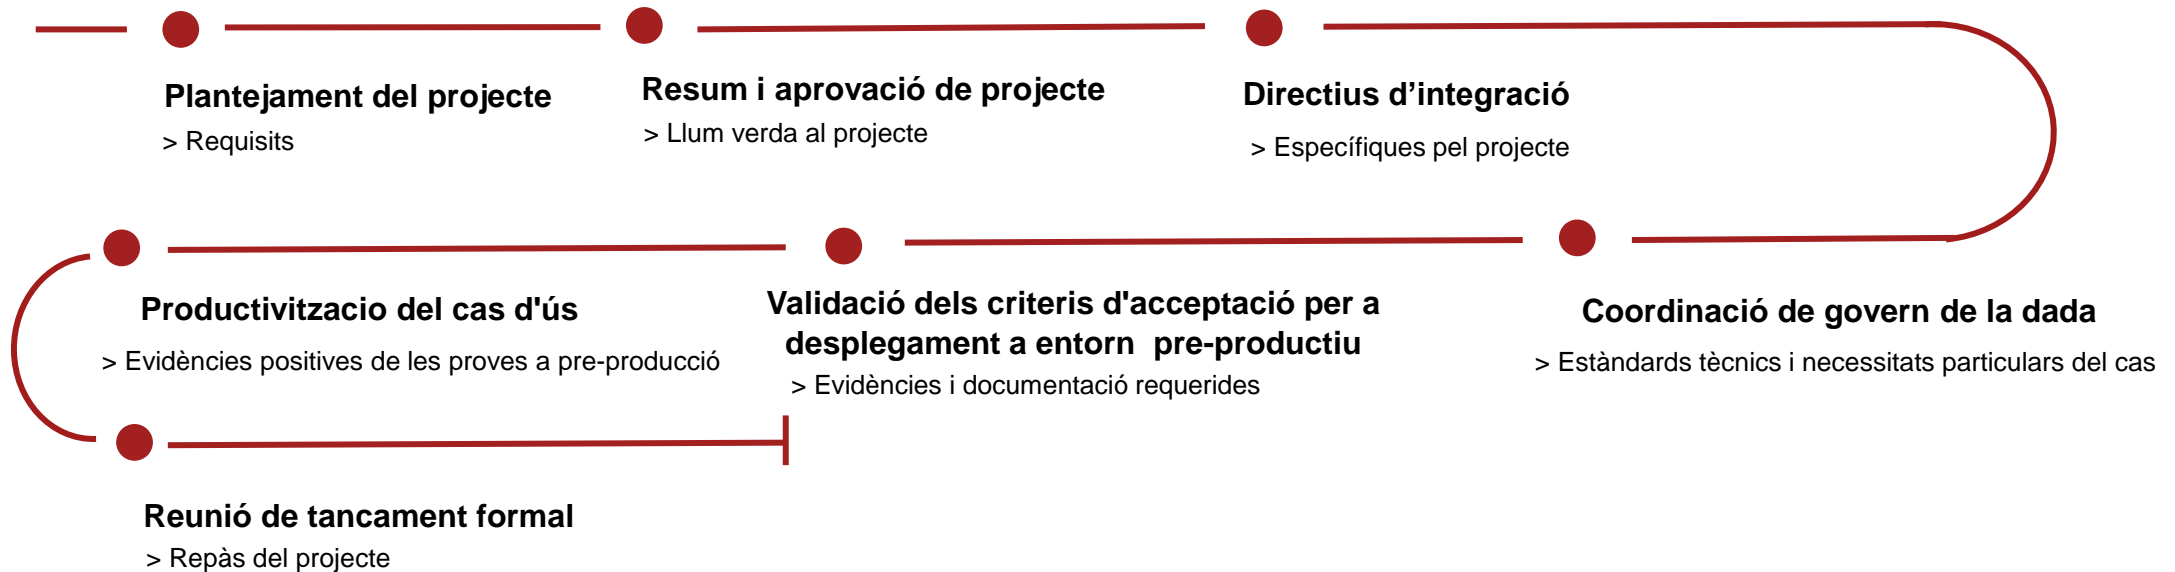 Plantejament del projecte
> Requisits
Resum i aprovació de projecte
> Llum verda al projecte
Directius d’integració
> Específiques pel projecte
Coordinació de govern de la dada
> Estàndards tècnics i necessitats particulars del cas
Validació dels criteris d'acceptació per a
desplegament a entorn  pre-productiu
> Evidències i documentació requerides
Productivitzacio del cas d'ús
> Evidències positives de les proves a pre-producció
Reunió de tancament formal
> Repàs del projecte